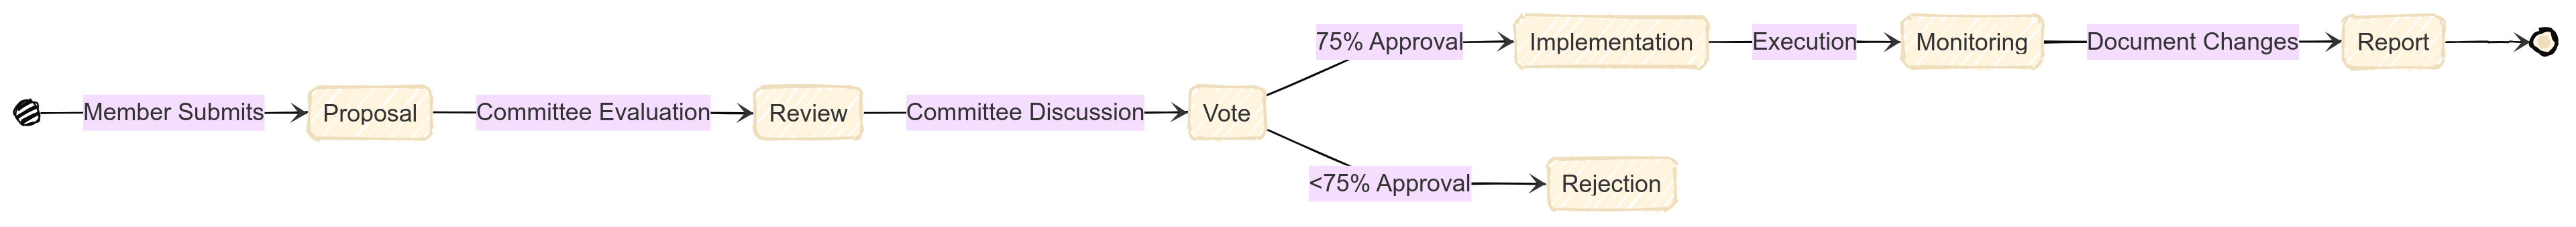 Member Submits
Proposal
Committee Evaluation
Review
Committee Discussion
Vote
75% Approval
Implementation
Execution
Monitoring
Document Changes
Report
<75% Approval
Rejection